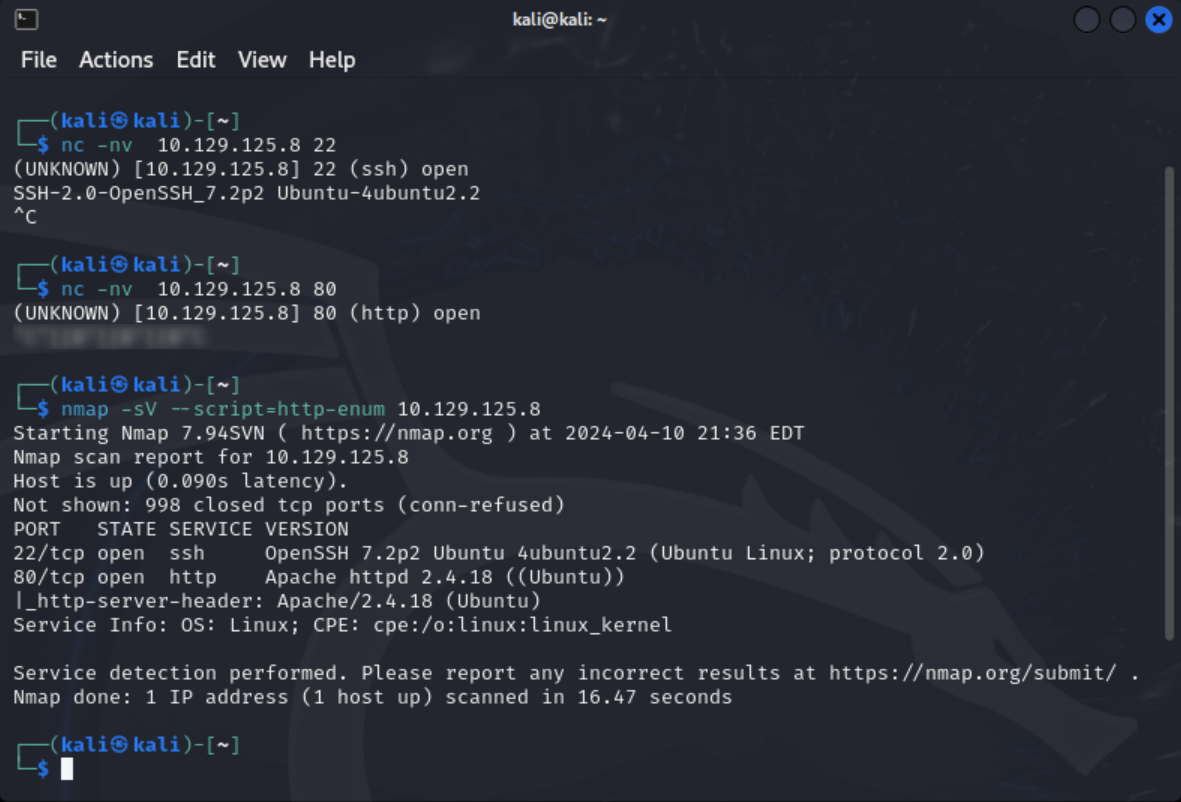 kali@kali: ~
File Actions Edit View Help
┌──(kali㉿kali)-[~]
└─$ nc -nv  10.129.125.8 22
(UNKNOWN) [10.129.125.8] 22 (ssh) open
SSH-2.0-OpenSSH_7.2p2 Ubuntu-4ubuntu2.2
^C
┌──(kali㉿kali)-[~]
└─$ nc -nv  10.129.125.8 80
(UNKNOWN) [10.129.125.8] 80 (http) open
┌──(kali㉿kali)-[~]
└─$ nmap -sV --script=http-enum 10.129.125.8
Starting Nmap 7.94SVN ( https://nmap.org ) at 2024-04-10 21:36 EDT
Nmap scan report for 10.129.125.8
Host is up (0.090s latency).
Not shown: 998 closed tcp ports (conn-refused)
PORT   STATE SERVICE VERSION
22/tcp open  ssh     OpenSSH 7.2p2 Ubuntu 4ubuntu2.2 (Ubuntu Linux; protocol 2.0)
80/tcp open  http    Apache httpd 2.4.18 ((Ubuntu))
|_http-server-header: Apache/2.4.18 (Ubuntu)
Service Info: OS: Linux; CPE: cpe:/o:linux:linux_kernel
Service detection performed. Please report any incorrect results at https://nmap.org/submit/ .
Nmap done: 1 IP address (1 host up) scanned in 16.47 seconds
┌──(kali㉿kali)-[~]
└─$